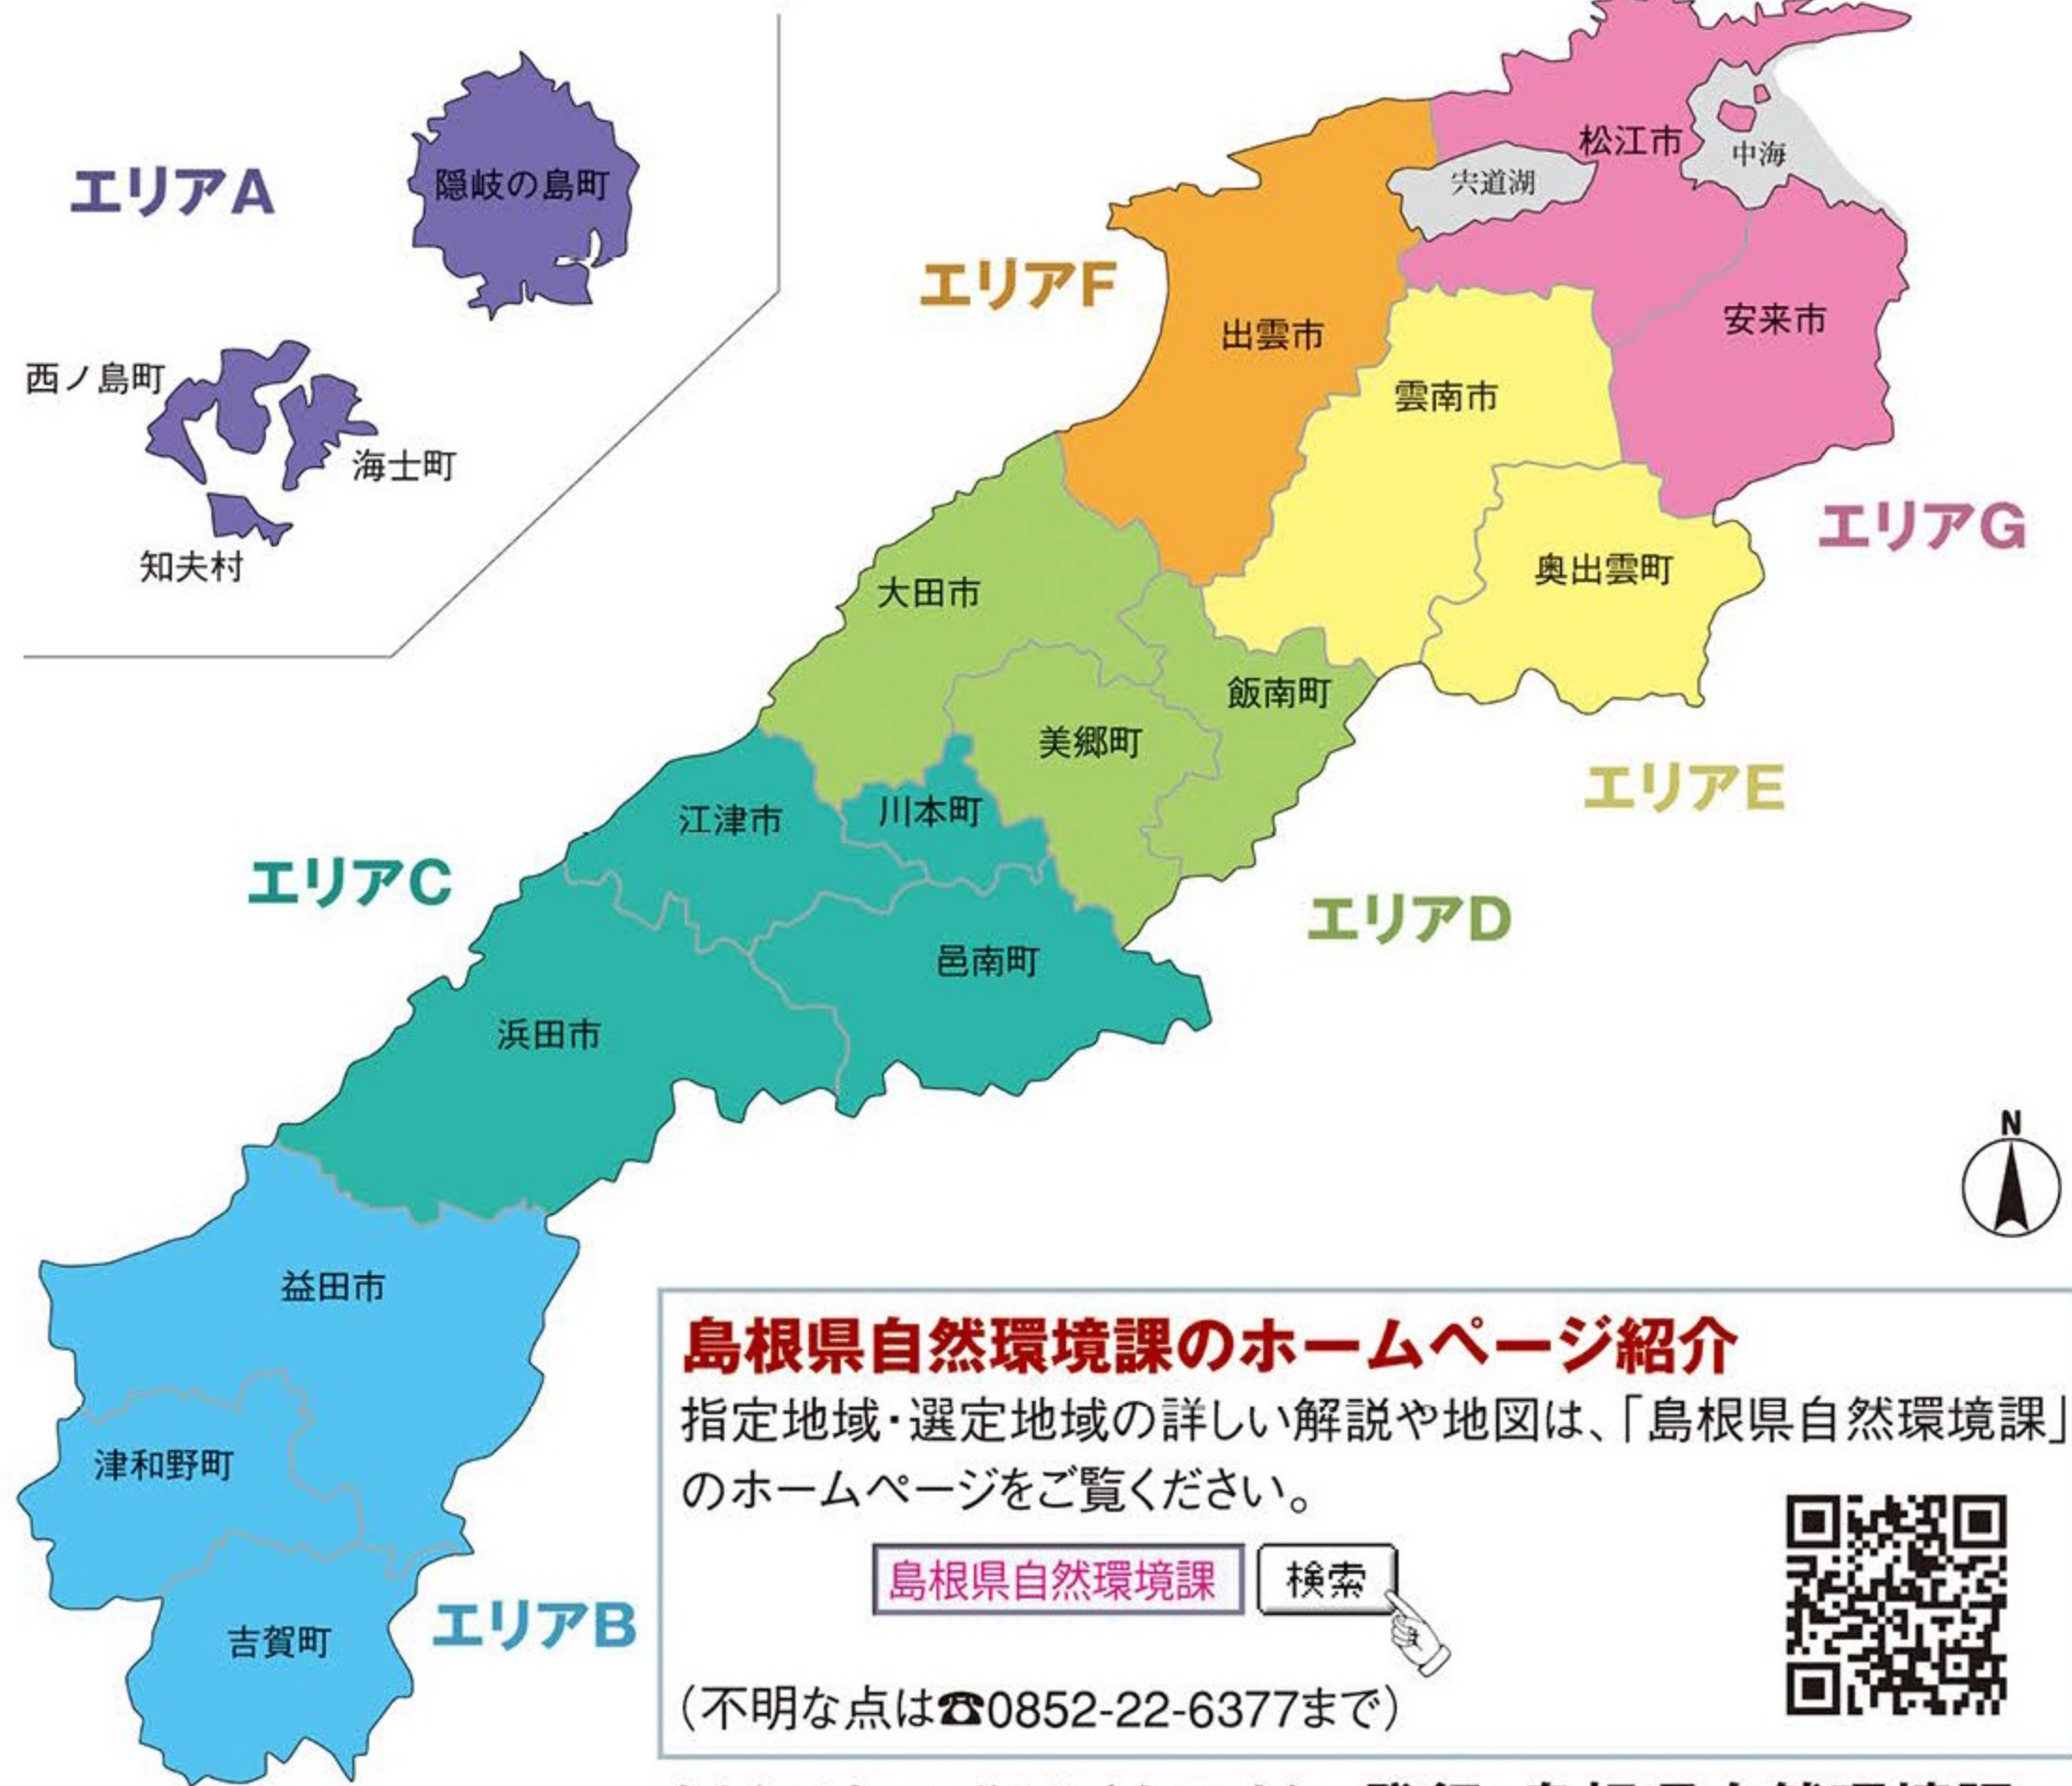 エリアA
隠岐の島町
西ノ島町
海士町
知夫村
松江市
中海
宍道湖
エリアF
出雲市
安来市
雲南市
エリアG
奥出雲町
大田市
飯南町
美郷町
エリアE
江津市
川本町
エリアC
エリアD
邑南町
浜田市
N
益田市
津和野町
吉賀町
エリアB
島根県自然環境課のホームページ紹介
指定地域・選定地域の詳しい解説や地図は、「島根県自然環境課」
のホームページをご覧ください。
島根県自然環境課 検索
（不明な点は☎0852-22-6377まで）